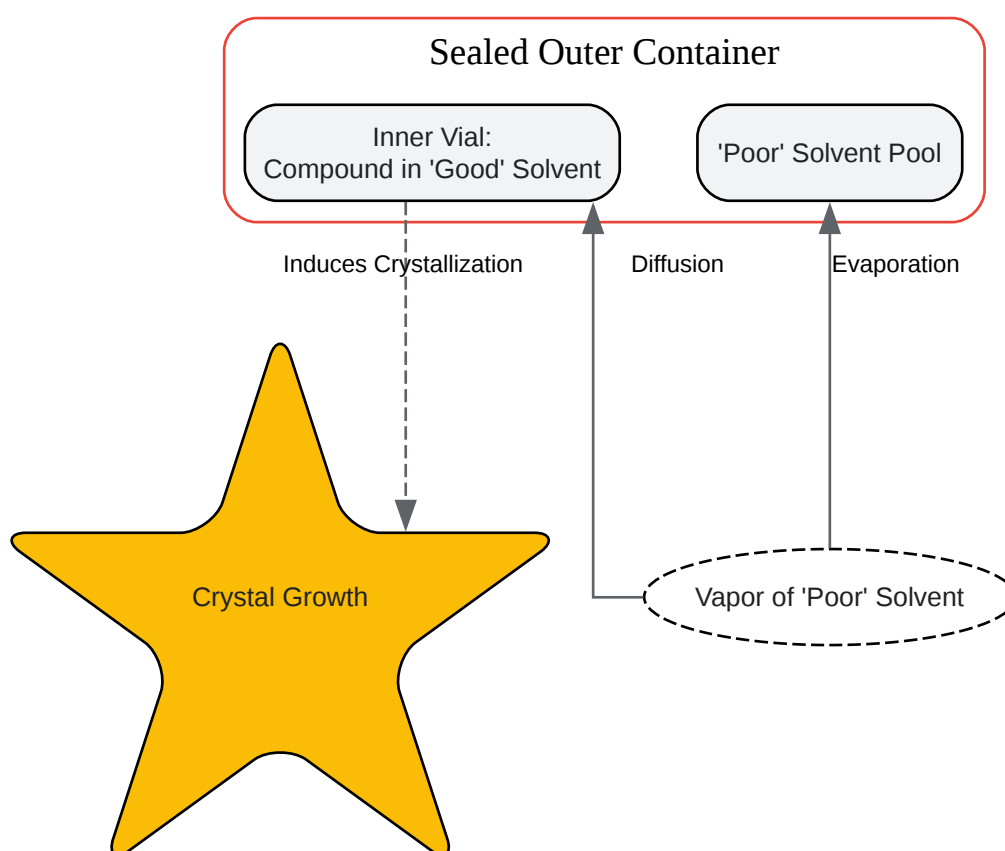 Sealed Outer Container
Inner Vial:
Compound in 'Good' Solvent
'Poor' Solvent Pool
Induces Crystallization
Diffusion
Evaporation
Crystal Growth
Vapor of 'Poor' Solvent